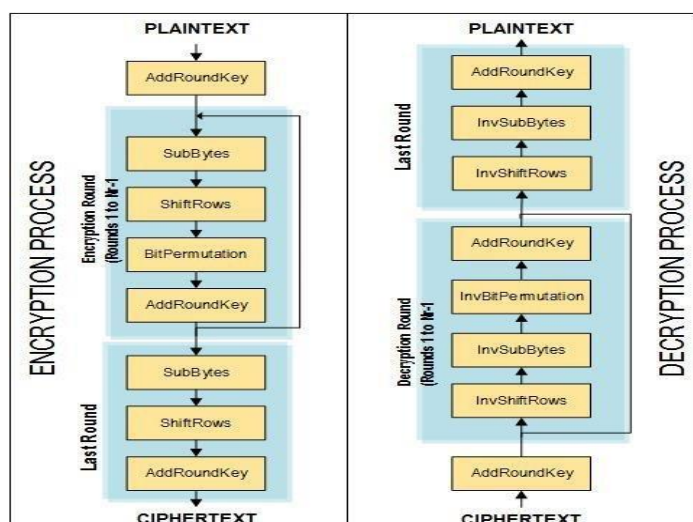 PLAINTEXT
AddRoundKey
SubBytes
ShiftRows
BitPermutation
AddRoundKey
SubBytes
ShiftRows
AddRoundKey
CIPHERTEXT
ENCRYPTION PROCESS
Encryption Round
(Rounds 1 to Nr-1
Last Round
PLAINTEXT
AddRoundKey
InvSubBytes
InvShiftRows
AddRoundKey
InvBitPermutation
InvSubBytes
InvShiftRows
AddRoundKey
CIPHERTEXT
Last Round
Decryption Round
(Rounds 1 to Nr-1
DECRYPTION PROCESS